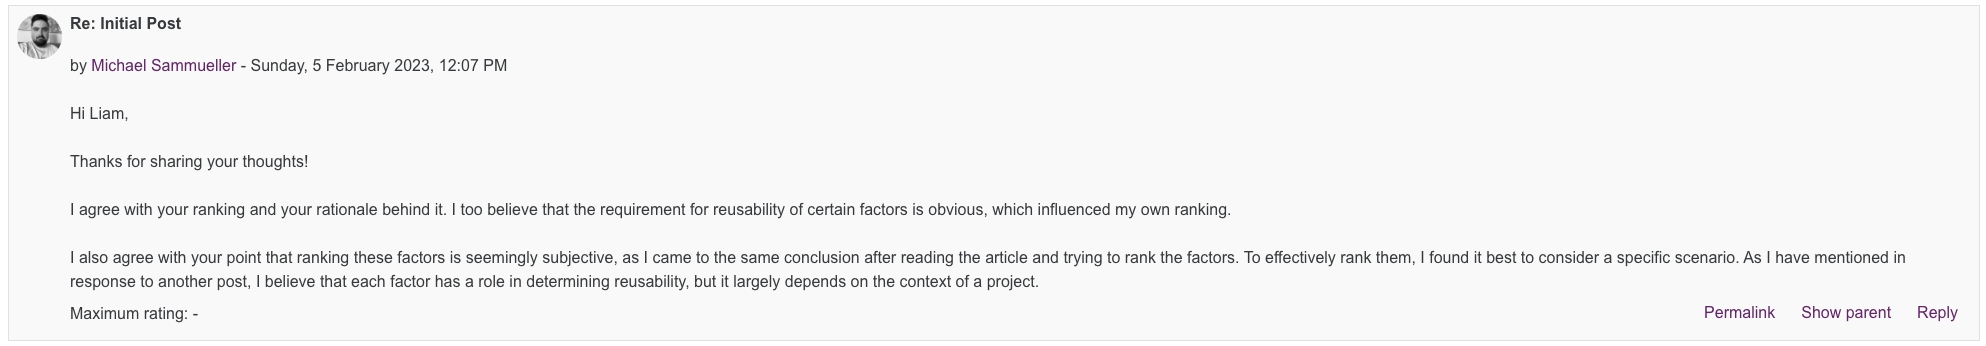 Re: Initial Post
by Michael Sammueller - Sunday, 5 February 2023, 12:07 PM
Hi Liam,
Thanks for sharing your thoughts!
I agree with your ranking and your rationale behind it. I too believe that the requirement for reusability of certain factors is obvious, which influenced my own ranking.
I also agree with your point that ranking these factors is seemingly subjective, as I came to the same conclusion after reading the article and trying to rank the factors. To effectively rank them, I found it best to consider a specific scenario. As I have mentioned in
response to another post, I believe that each factor has a role in determining reusability, but it largely depends on the context of a project.
Maximum rating: -
Permalink Show parent Reply